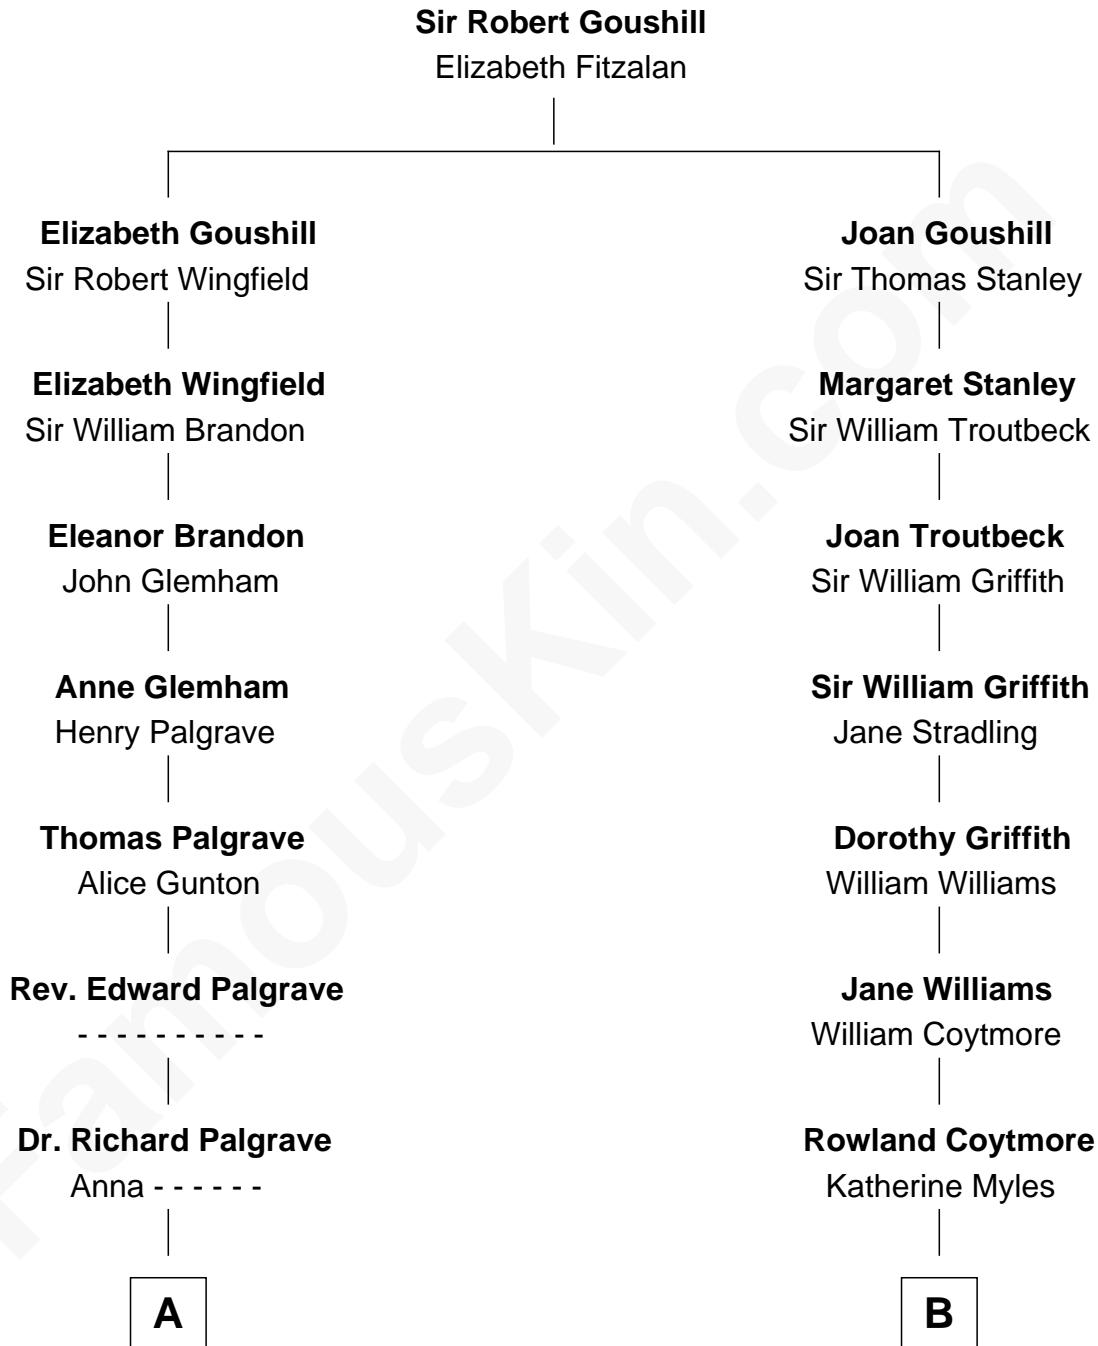 Sir Robert Goushill
Elizabeth Fitzalan
Elizabeth Goushill
Sir Robert Wingfield
Joan Goushill
Sir Thomas Stanley
Elizabeth Wingfield
Sir William Brandon
Margaret Stanley
Sir William Troutbeck
Eleanor Brandon
John Glemham
Joan Troutbeck
Sir William Griffith
Anne Glemham
Henry Palgrave
Sir William Griffith
Jane Stradling
Thomas Palgrave
Alice Gunton
Dorothy Griffith
William Williams
Rev. Edward Palgrave
- - - - - - - - - -
Jane Williams
William Coytmore
Dr. Richard Palgrave
Anna - - - - - -
Rowland Coytmore
Katherine Myles
A
B
FamousKin.com